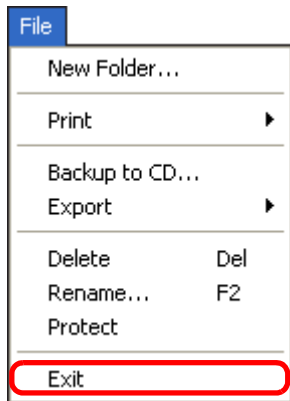 File
New Folder...
Print
Backup to CD...
Export
Delete Del
Rename... F2
Protect
Exit